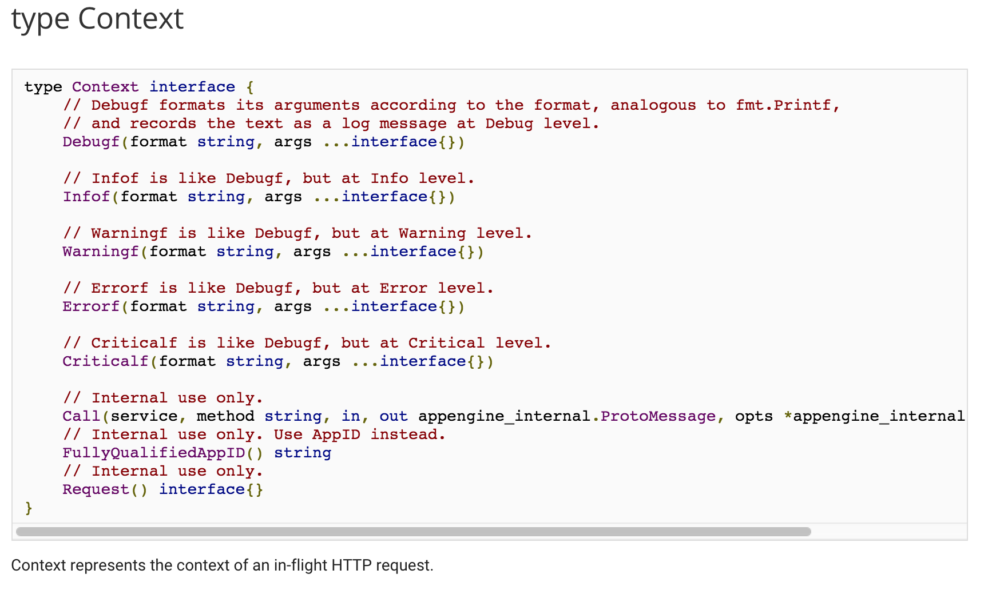 type Context
type Context interface {
// Debugf formats its arguments according to the format, analogous to fmt.Printf,
// and records the text as a log message at Debug level.
Debugf(format string, args ...interface{})
// Infof is like Debugf, but at Info level.
Infof(format string, args ...interface{})
// Warningf is like Debugf, but at Warning level.
Warningf(format string, args ...interface{})
// Errorf is like Debugf, but at Error level.
Errorf(format string, args ...interface{})
// Criticalf is like Debugf, but at Critical level.
Criticalf(format string, args ...interface{})
// Internal use only.
Call(service, method string, in, out appengine_internal.ProtoMessage, opts *appengine_internal
// Internal use only. Use AppID instead.
FullyQualifiedAppID() string
// Internal use only.
Request() interface{}
}
Context represents the context of an in-flight HTTP request.